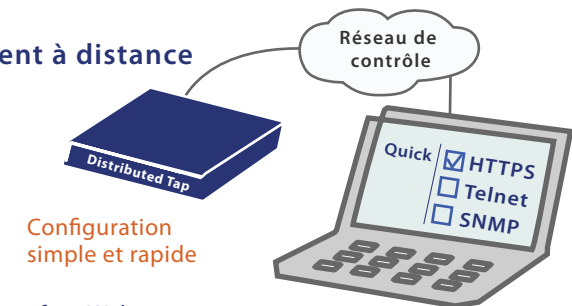 ent à distance
Réseau de
contrôle
Distributed Tap
Quick
HTTPS
Telnet
SNMP
Configuration
simple et rapide